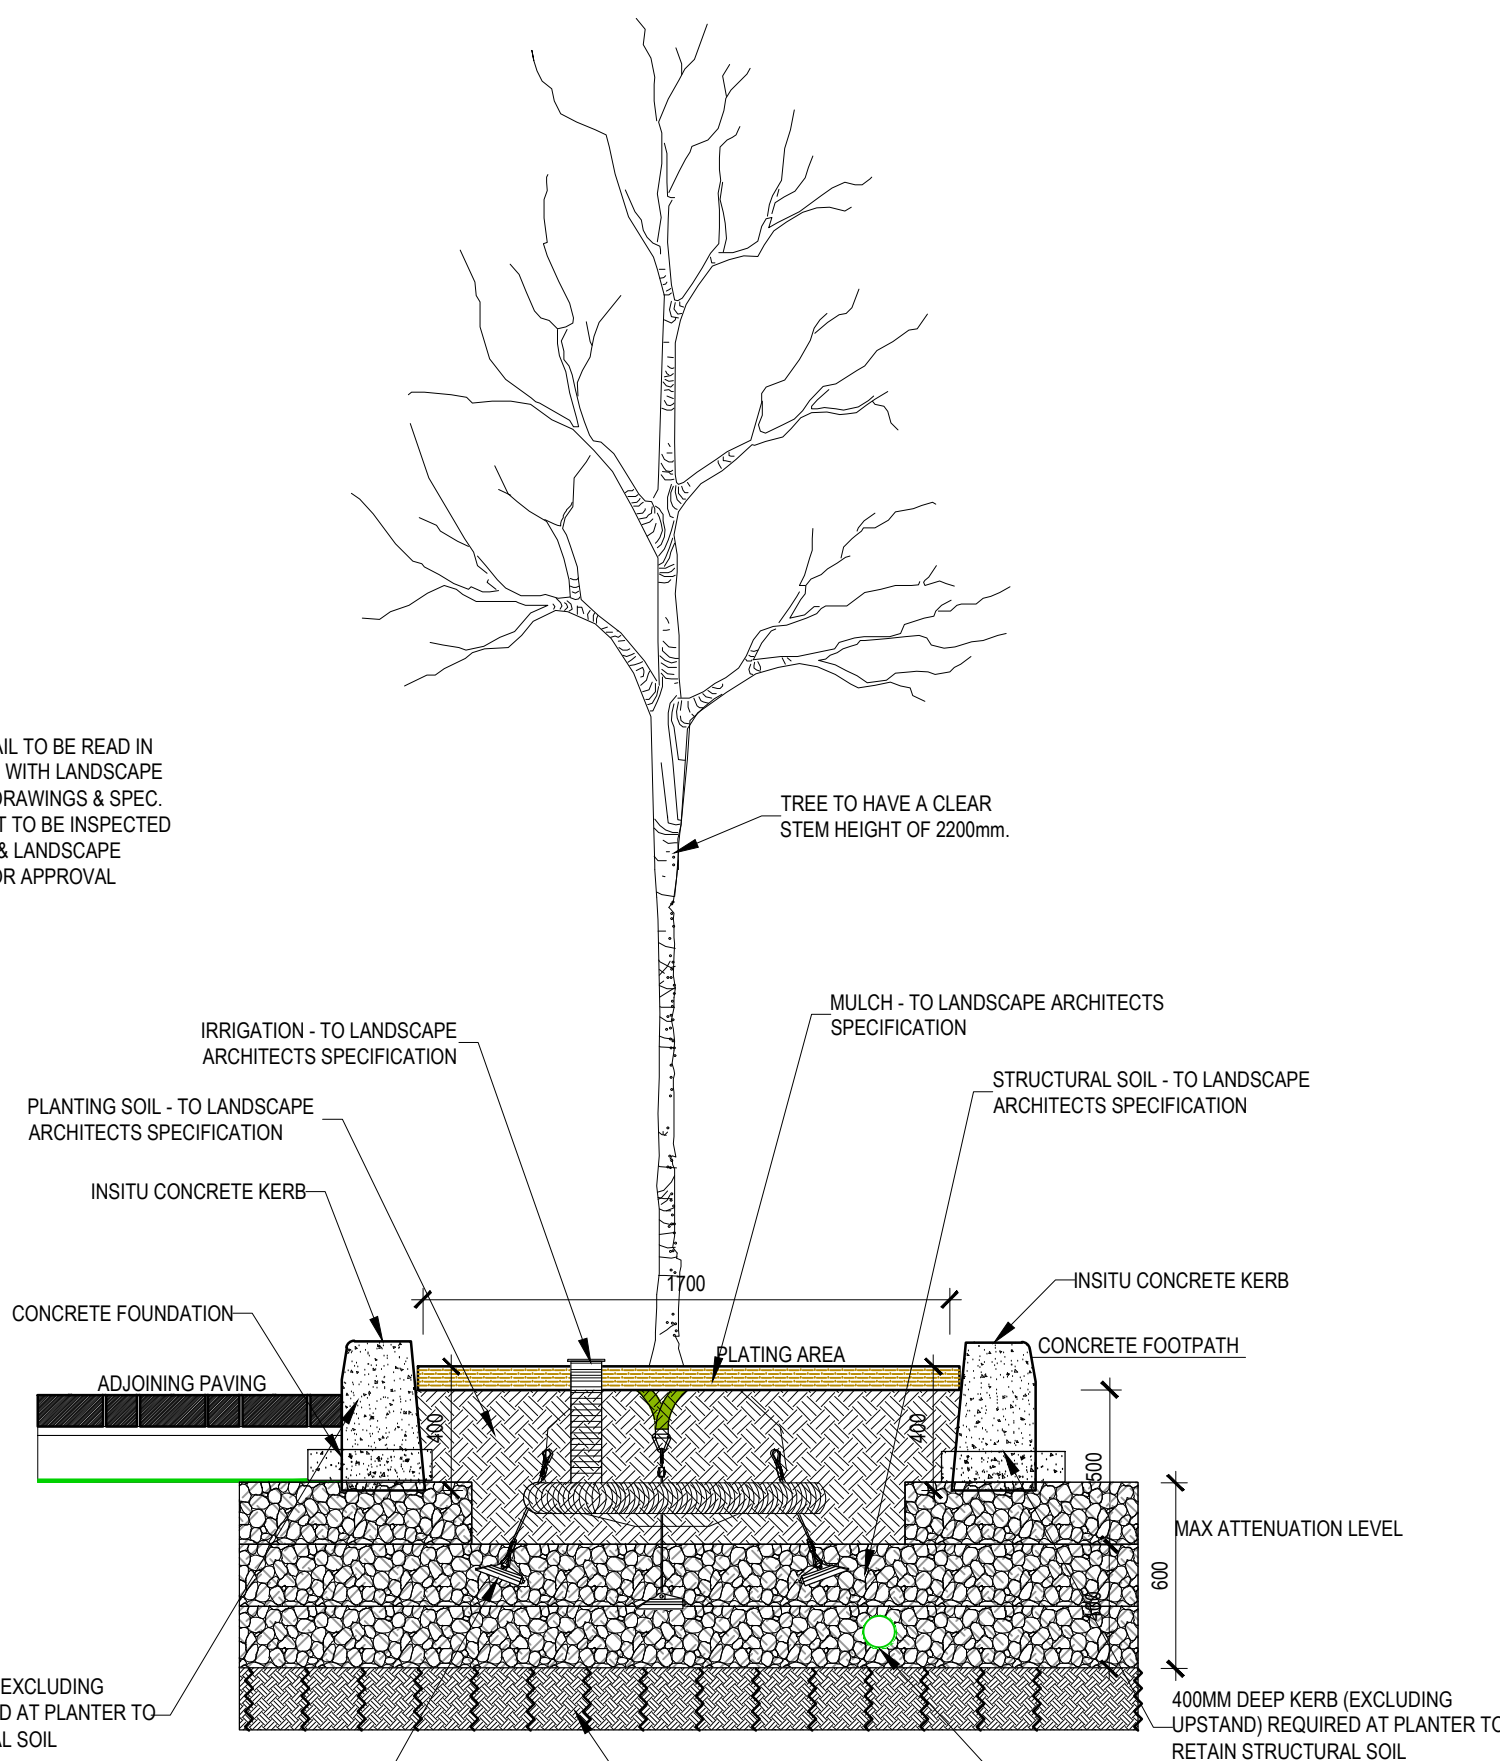 AIL TO BE READ IN
WITH LANDSCAPE
DRAWINGS & SPEC.
T TO BE INSPECTED
& LANDSCAPE
OR APPROVAL
TREE TO HAVE A CLEAR
STEM HEIGHT OF 2200mm.
IRRIGATION - TO LANDSCAPE
ARCHITECTS SPECIFICATION
MULCH - TO LANDSCAPE ARCHITECTS
SPECIFICATION
PLANTING SOIL - TO LANDSCAPE
ARCHITECTS SPECIFICATION
STRUCTURAL SOIL - TO LANDSCAPE
ARCHITECTS SPECIFICATION
INSITU CONCRETE KERB
1700
INSITU CONCRETE KERB
CONCRETE FOUNDATION
CONCRETE FOOTPATH
PLATING AREA
ADJOINING PAVING
400
400
500
MAX ATTENUATION LEVEL
600
EXCLUDING
D AT PLANTER TO
AL SOIL
400MM DEEP KERB (EXCLUDING
UPSTAND) REQUIRED AT PLANTER TO
RETAIN STRUCTURAL SOIL